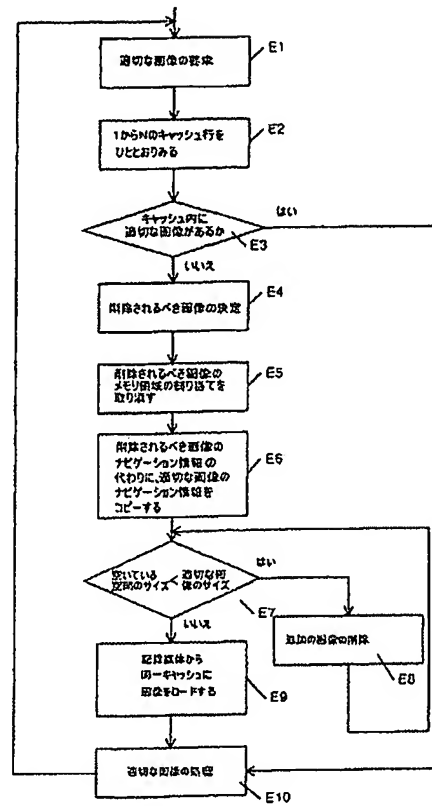 適切な画像の要求
E1
1からNのキャッシュ行を
ひととおりみる
E2
キャッシュ内に
適切な画像があるか
はい
E3
いいえ
削除されるべき画像の決定
E4
削除されるべき画像の
メモリ領域の割り当てを
取り消す
E5
削除されるべき画像の
ナビゲーション情報の
代わりに、適切な画像の
ナビゲーション情報を
コピーする
E6
空いている
空間のサイズ
<
適切な画
像のサイズ
はい
E7
いいえ
追加の画像の削除
E8
記録媒体から
同一キャッシュに
画像をロードする
E9
適切な画像の処理
E10